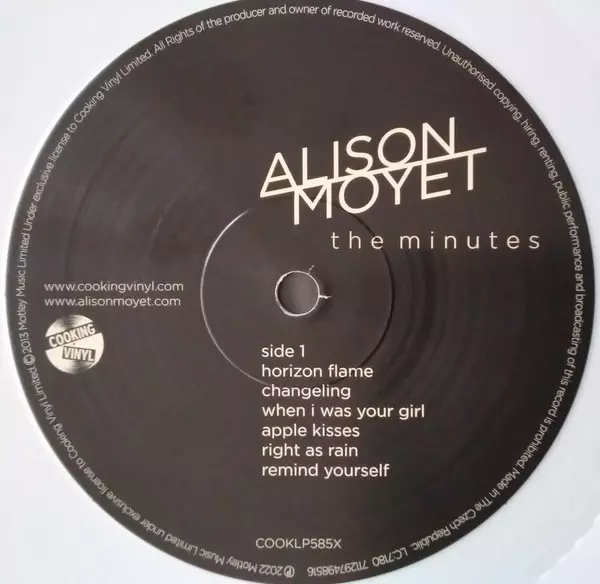 ALISON
MOYET
the minutes
www.cookingvinyl.com
www.alisonmoyet.com
COOKING
VINYL
side 1
horizon flame
changeling
when i was your girl
apple kisses
right as rain
remind yourself
COOKLP585X
℗ 2022 Motley Music Limited under exclusive license to Cooking Vinyl Limited. © 2013 Motley Music Limited Under exclusive license to Cooking Vinyl Limited. All Rights of the producer and owner of recorded work reserved. Unauthorised copying, hiring, renting, public performance and broadcasting of this record is prohibited. Made in The Czech Republic. LC:7180 711297498516